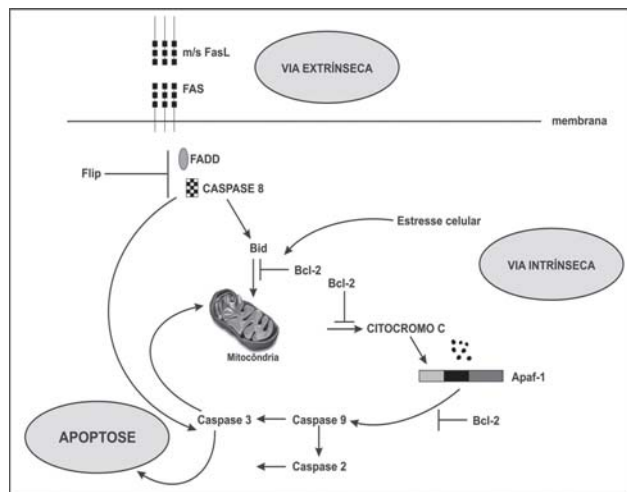 m/s FasL
VIA EXTRÍNSECA
FAS
membrana
FADD
Flip
CASPASE 8
Estresse celular
Bid
Bcl-2
VIA INTRÍNSECA
Bcl-2
CITOCROMO C
Mitocôndria
Apaf-1
APOPTOSE
Caspase 3
Caspase 9
Bcl-2
Caspase 2